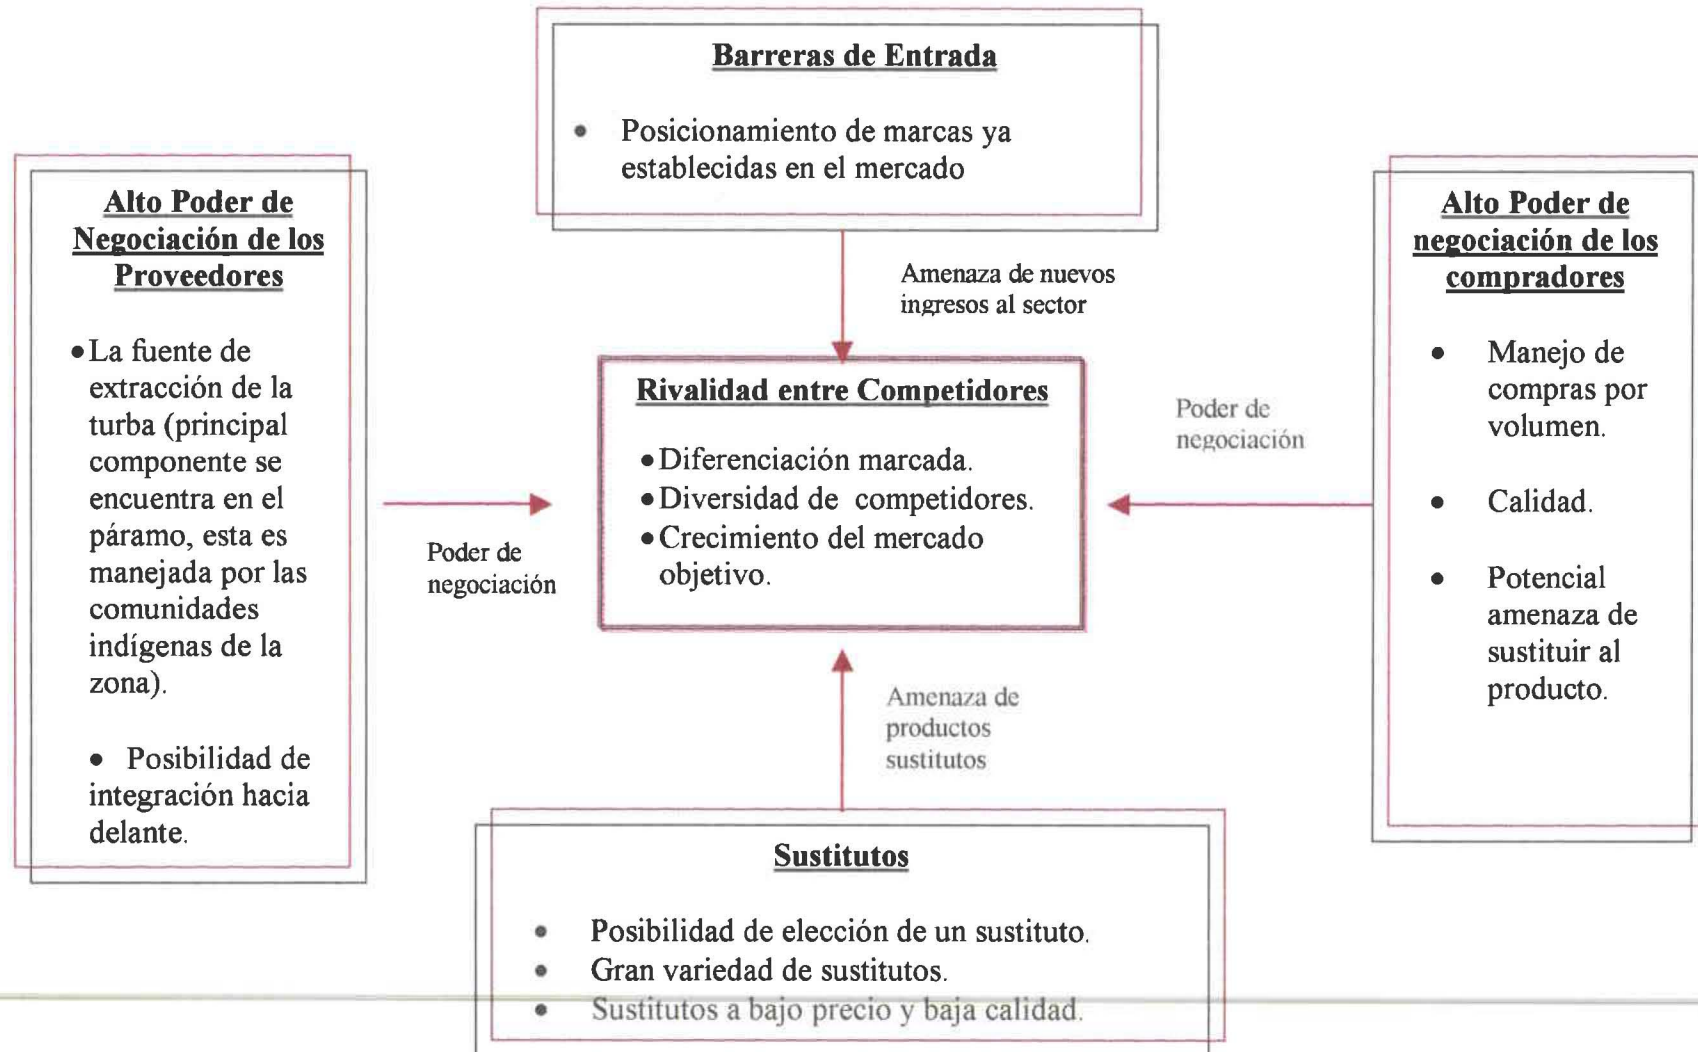 Barreras de Entrada
• Posicionamiento de marcas ya
establecidas en el mercado
Alto Poder de
Negociación de los
Proveedores
• La fuente de
extracción de la
turba (principal
componente se
encuentra en el
páramo, esta es
manejada por las
comunidades
indígenas de la
zona).
• Posibilidad de
integración hacia
delante.
Amenaza de nuevos
ingresos al sector
Poder de
negociación
Rivalidad entre Competidores
• Diferenciación marcada.
• Diversidad de competidores.
• Crecimiento del mercado
objetivo.
Poder de
negociación
Alto Poder de
negociación de los
compradores
• Manejo de
compras por
volumen.
• Calidad.
• Potencial
amenaza de
sustituir al
producto.
Amenaza de
productos
sustitutos
Sustitutos
• Posibilidad de elección de un sustituto.
• Gran variedad de sustitutos.
• Sustitutos a bajo precio y baja calidad.